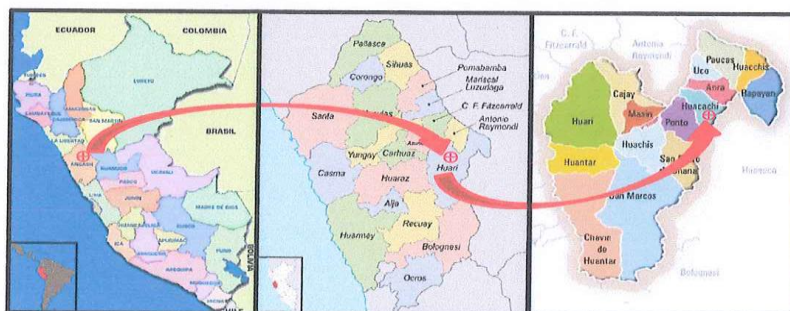 ECUADOR
COLOMBIA
LORETO
PIURA
SAN MARTIN
LA LIBERTAD
ANCASH
HUANUCO
UCAYALI
PASCO
JUNIN
LIMA
BRASIL
MADRE DE DIOS
CUSCO
ICA
APURIMAC
PUNO
AREQUIPA
BOLIVIA
Pallasca
Sihuas
Corongo
Pomabamba
Mariscal
Luzuriaga
C. F. Fitzcarrald
Antonio
Raymondi
Santa
Yungay
Carhuaz
Huari
Casma
Huaraz
Aija
Recuay
Huarmey
Bolognesi
Ocros
C. F.
Fitzcarrald
Antonio
Raymondi
Paucas
Uco
Huacchis
Anra
Rapayan
Cajay
Huacachi
Masin
Ponto
Huari
Huachis
Huantar
San Marcos
Chavin
de
Huantar
Bolognesi